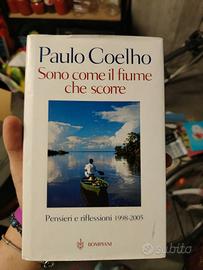 Paulo Coelho
Sono come il fiume
che scorre
Pensieri e riflessioni 1998-2005
BOMPIANI
subito